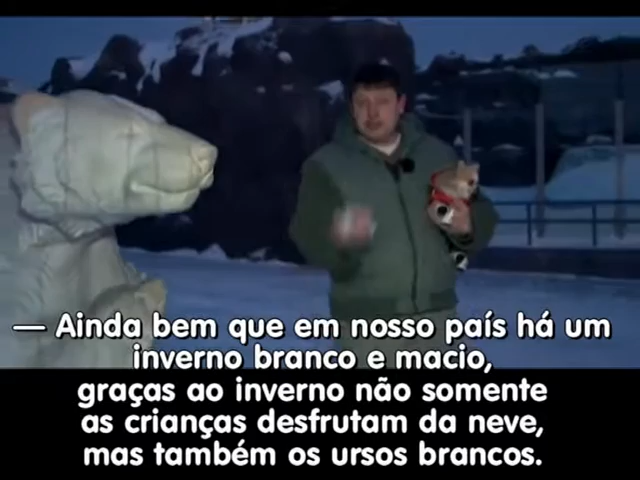 — Ainda bem que em nosso país há um
inverno branco e macio,
graças ao inverno não somente
as crianças desfrutam da neve,
mas também os ursos brancos.